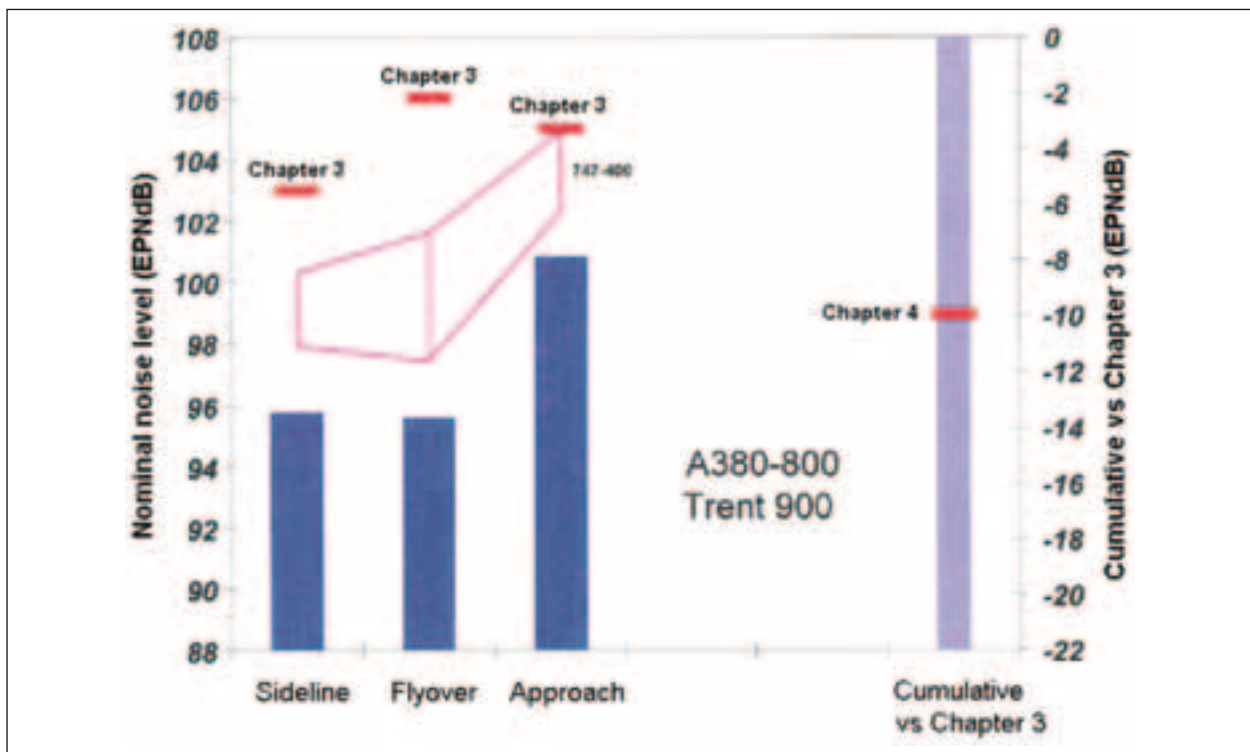 Nominal noise level (EPNdB)
108
106
104
102
100
98
96
94
92
90
88
Chapter 3
Chapter 3
Chapter 3
747-400
A380-800
Trent 900
Chapter 4
0
-2
-4
-6
-8
-10
-12
-14
-16
-18
-20
-22
Cumulative vs Chapter 3 (EPNdB)
Sideline
Flyover
Approach
Cumulative
vs Chapter 3